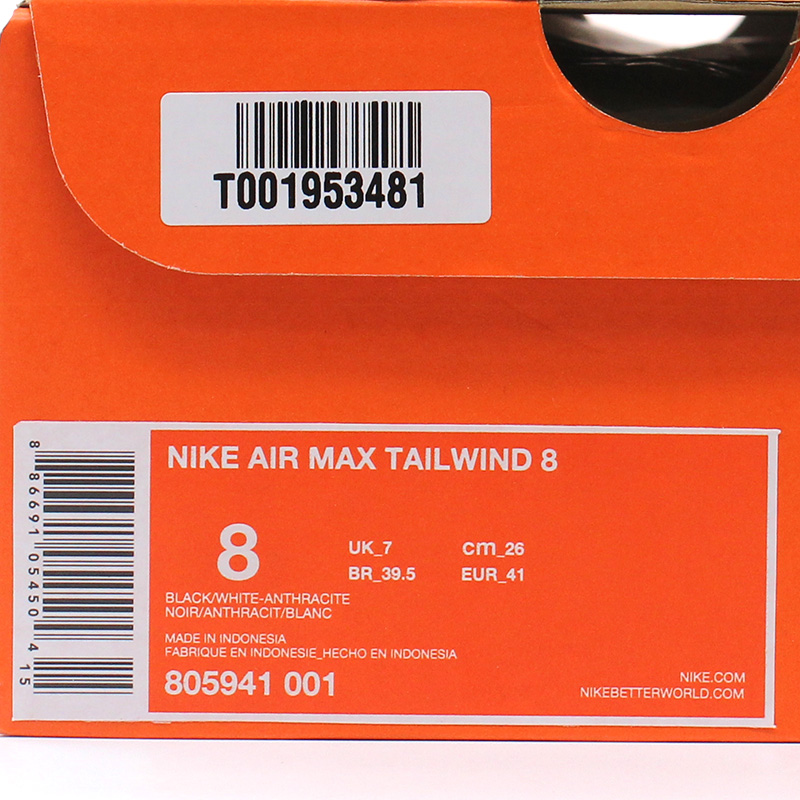 T001953481
NIKE AIR MAX TAILWIND 8
8
UK_7 cm_26
BR_39.5 EUR_41
BLACK/WHITE-ANTHRACITE
NOIR/ANTHRACIT/BLANC
MADE IN INDONESIA
FABRIQUE EN INDONESIE_HECHO EN INDONESIA
805941 001
NIKE.COM
NIKEBETTERWORLD.COM
8 86691 05450 4 15